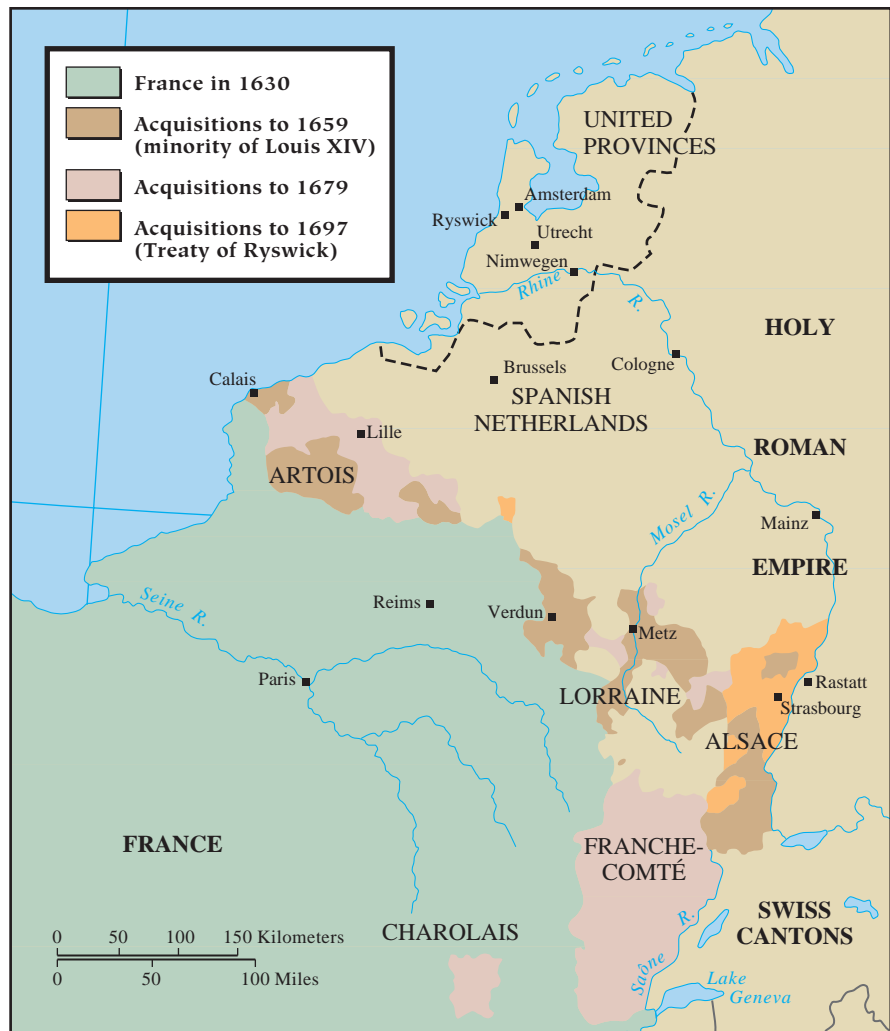 France in 1630
Acquisitions to 1659
(minority of Louis XIV)
Acquisitions to 1679
Acquisitions to 1697
(Treaty of Ryswick)
UNITED
PROVINCES
Amsterdam
Ryswick
Utrecht
Nimwegen
Rhine
R.
HOLY
Cologne
Brussels
Calais
SPANISH
NETHERLANDS
Lille
ROMAN
ARTOIS
Mosel R.
Mainz
EMPIRE
Seine R.
Reims
Verdun
Metz
Paris
LORRAINE
Rastatt
Strasbourg
ALSACE
FRANCE
FRANCHE-
COMTÉ
CHAROLAIS
SWISS
CANTONS
Saône
R.
Lake
Geneva
0 50 100 150 Kilometers
0 50 100 Miles